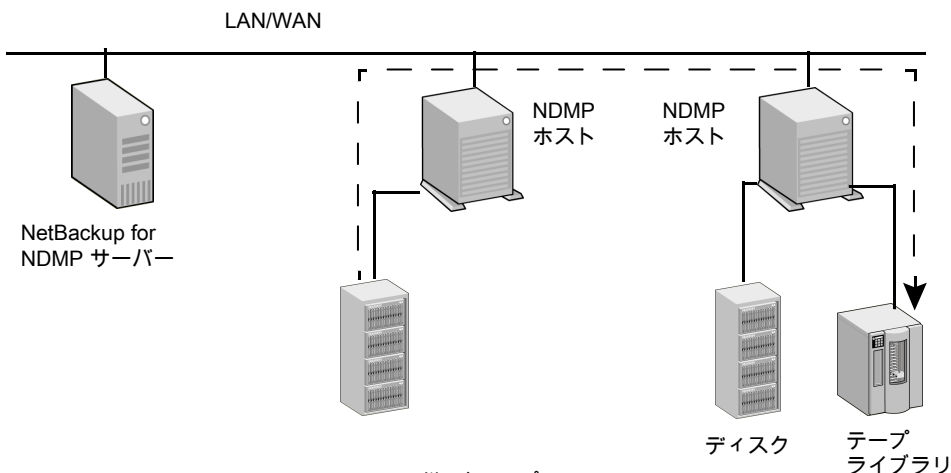 LAN/WAN
NDMP
ホスト
NDMP
ホスト
NetBackup for
NDMP サーバー
ディスク
テープ
ライブラリ